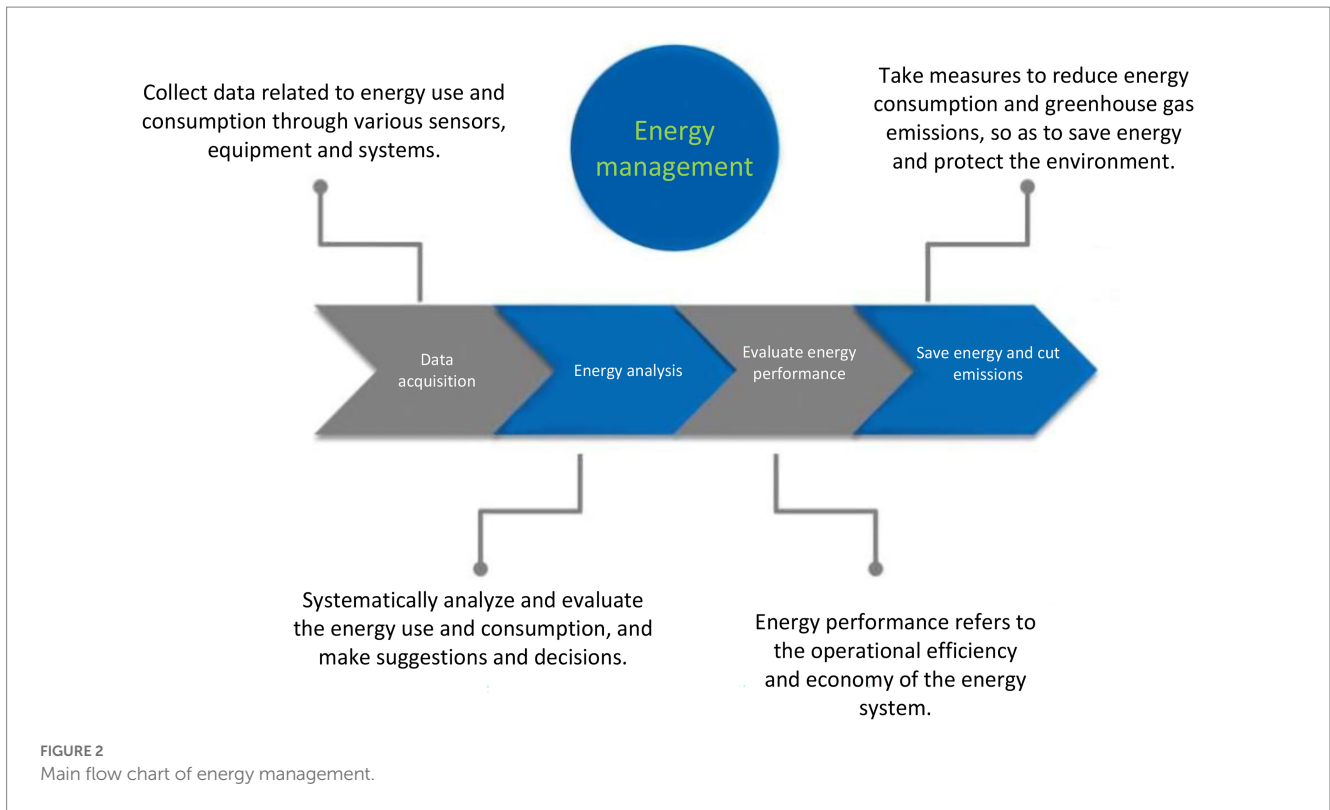 Collect data related to energy use and
consumption through various sensors,
equipment and systems.
Energy
management
Take measures to reduce energy
consumption and greenhouse gas
emissions, so as to save energy
and protect the environment.
Data
acquisition
Energy analysis
Evaluate energy
performance
Save energy and cut
emissions
Systematically analyze and evaluate
the energy use and consumption, and
make suggestions and decisions.
Energy performance refers to
the operational efficiency
and economy of the energy
system.
FIGURE 2
Main flow chart of energy management.